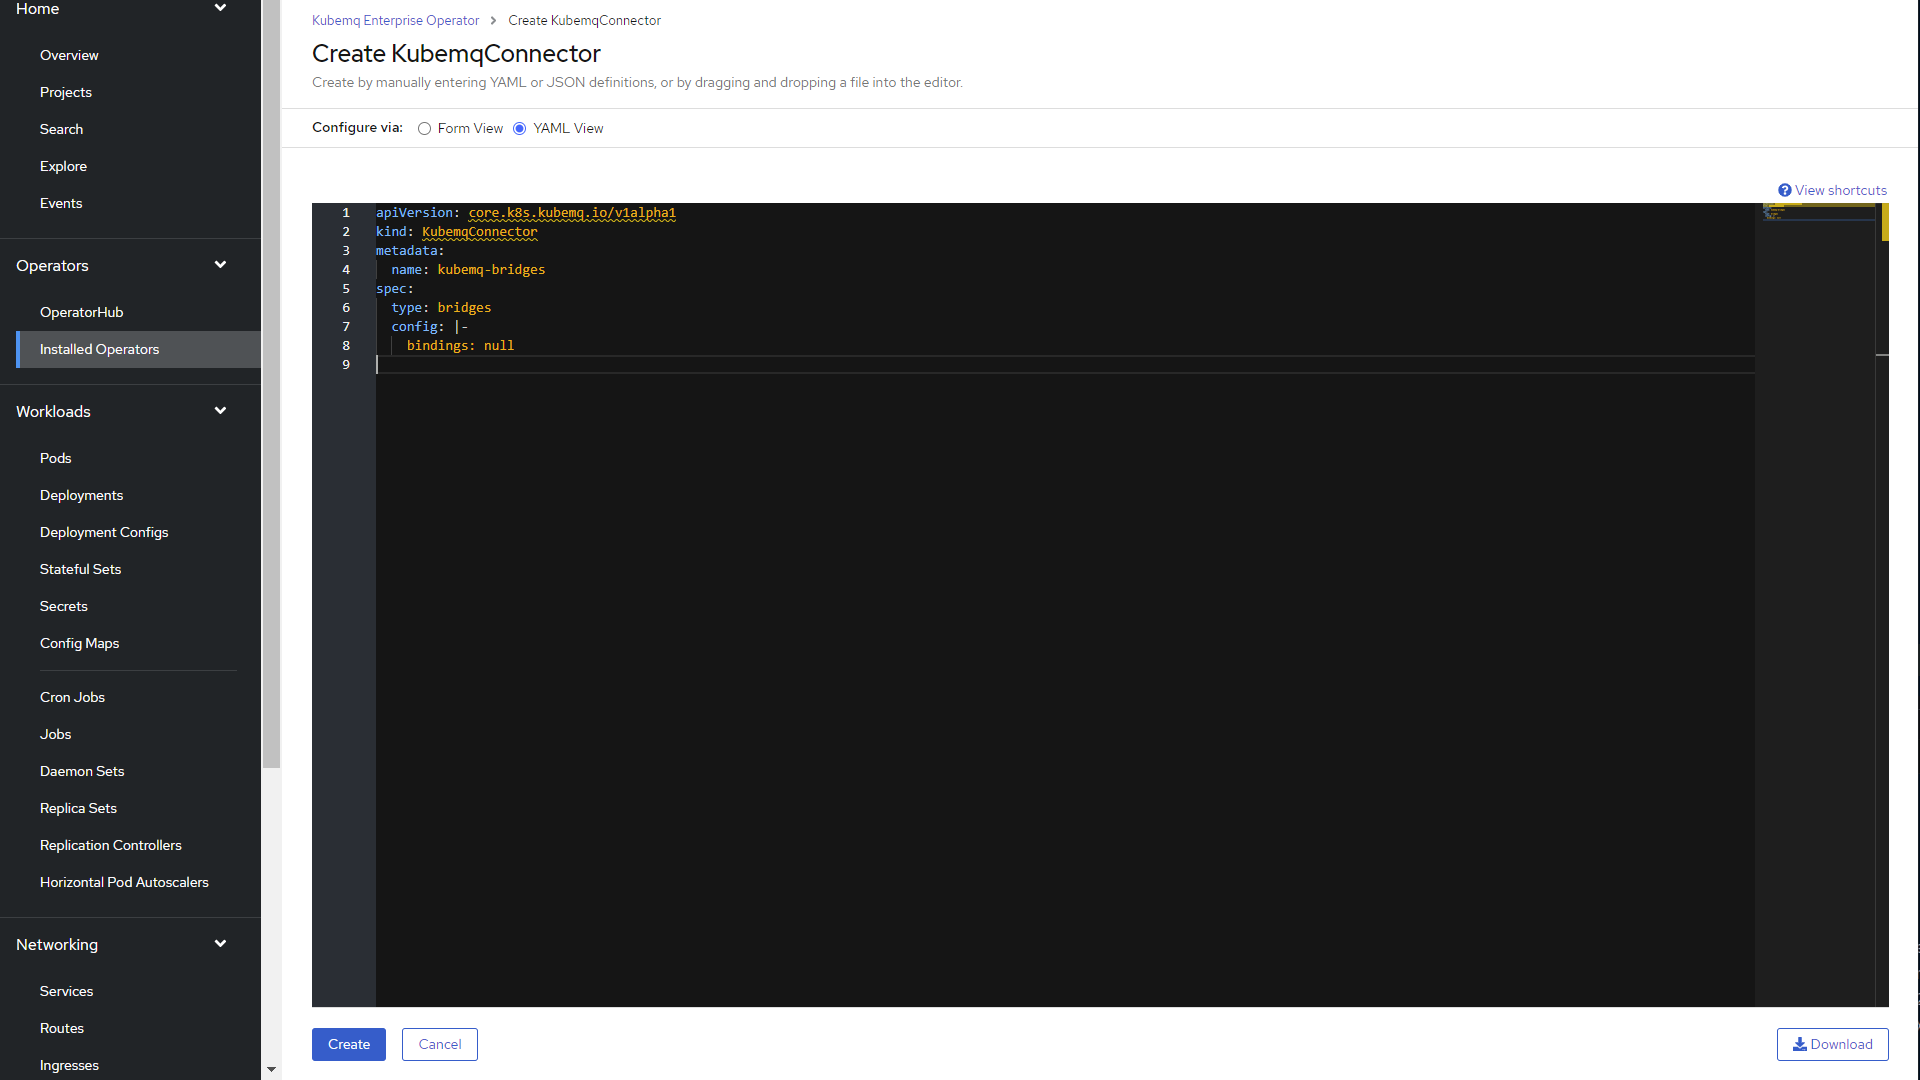 Home
Overview
Projects
Search
Explore
Events
Operators
OperatorHub
Installed Operators
Workloads
Pods
Deployments
Deployment Configs
Stateful Sets
Secrets
Config Maps
Cron Jobs
Jobs
Daemon Sets
Replica Sets
Replication Controllers
Horizontal Pod Autoscalers
Networking
Services
Routes
Ingresses
Kubemq Enterprise Operator > Create KubemqConnector
Create KubemqConnector
Create by manually entering YAML or JSON definitions, or by dragging and dropping a file into the editor.
Configure via: Form View YAML View
View shortcuts
1 apiVersion: core.k8s.kubemq.io/v1alpha1
2 kind: KubemqConnector
3 metadata:
4 name: kubemq-bridges
5 spec:
6 type: bridges
7 config: |-
8 bindings: null
9
Create Cancel Download